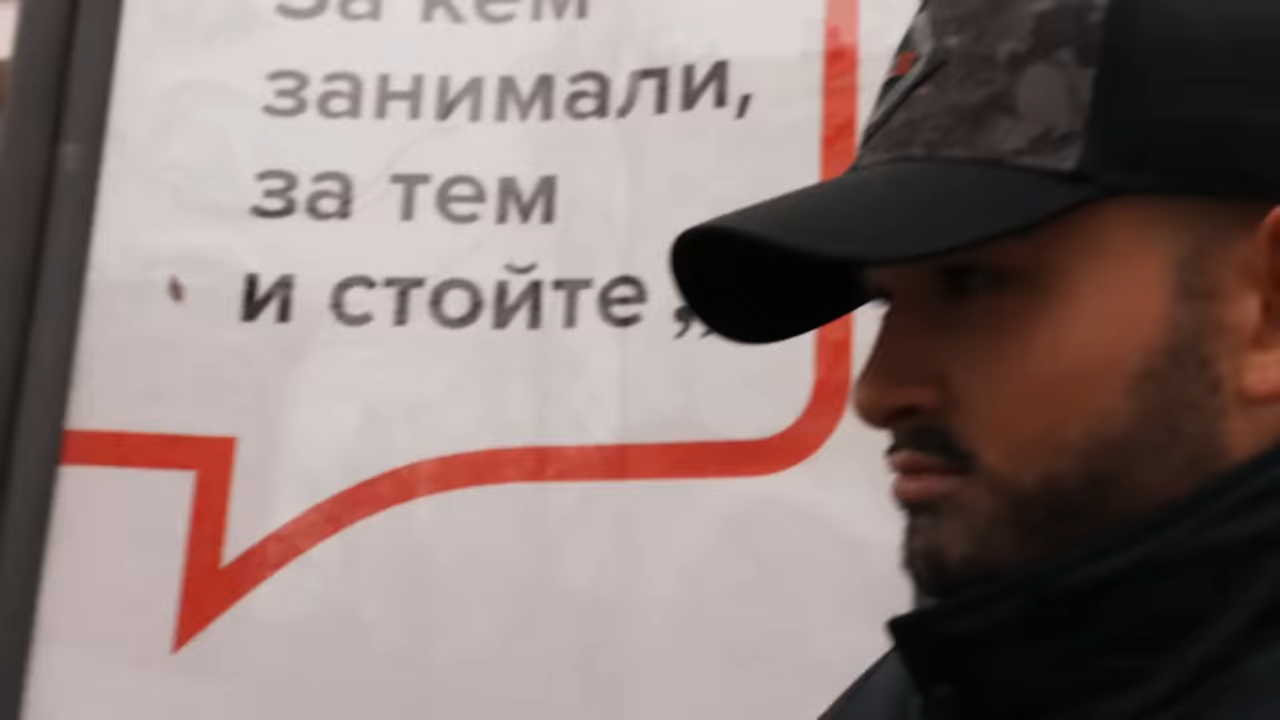 За кем
занимали,
за тем
и стойте „